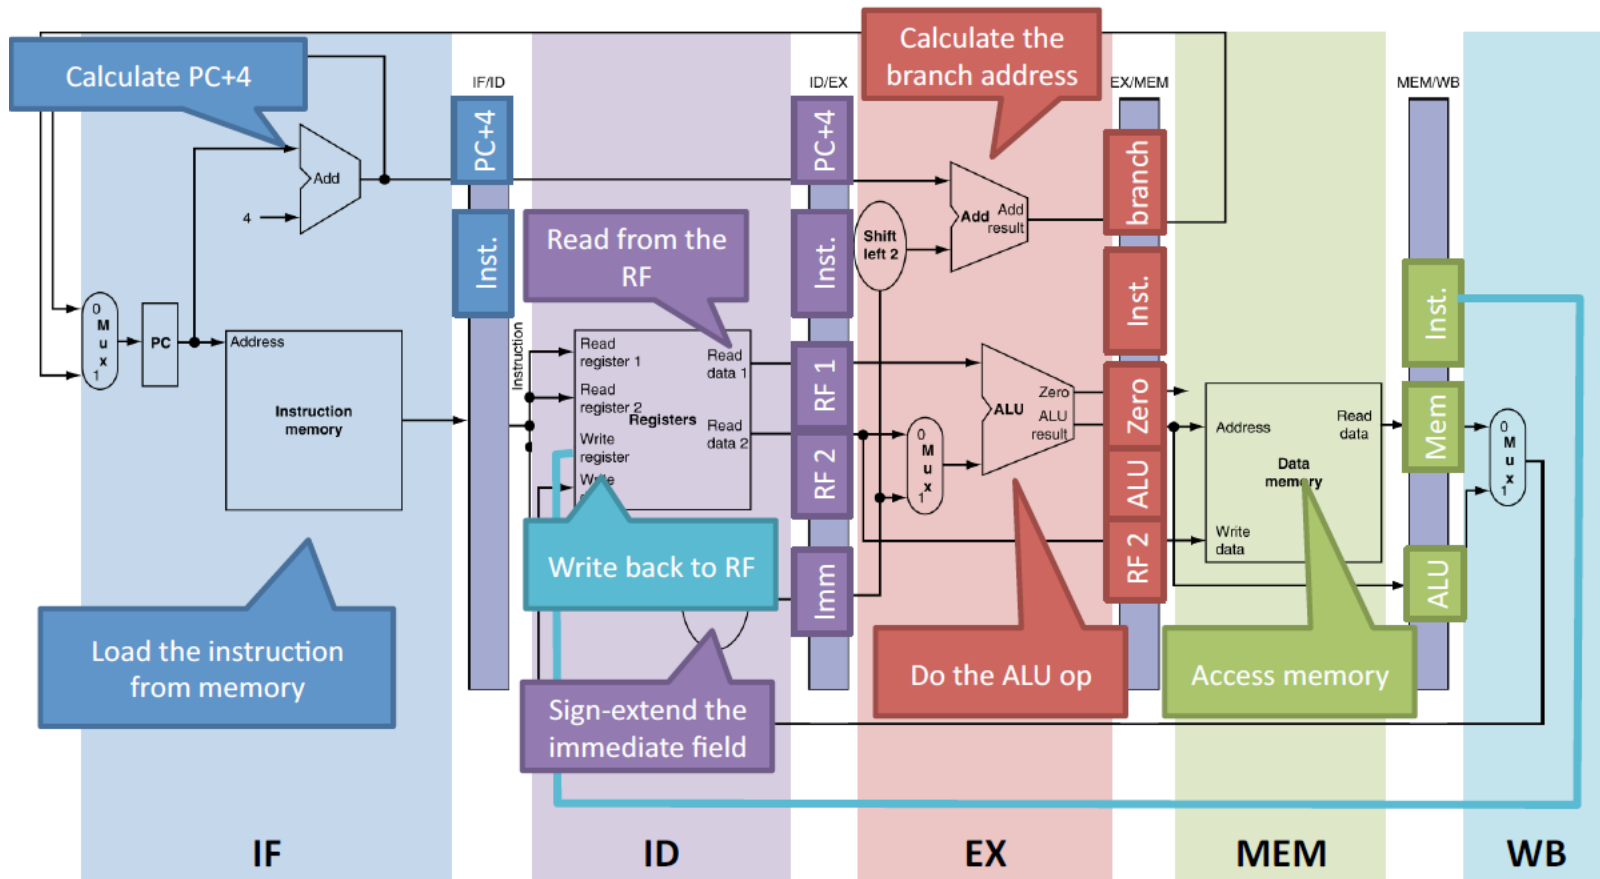 Calculate PC+4
Calculate the
branch address
IF/ID
ID/EX
EX/MEM
MEM/WB
PC+4
PC+4
branch
Add
4
Add
Add
result
Shift
left 2
Inst.
Inst.
Inst.
Inst.
Read from the
RF
0
M
u
x
1
PC
Address
Instruction
memory
Instruction
Read
register 1
Read
register 2
Registers
Write
register
Write
Read
data 1
Read
data 2
RF 1
RF 2
Imm
0
M
u
x
1
ALU
Zero
ALU
result
Zero
ALU
RF 2
Address
Read
data
Data
memory
Write
data
Mem
ALU
0
M
u
x
1
Write back to RF
Load the instruction
from memory
Sign-extend the
immediate field
Do the ALU op
Access memory
IF
ID
EX
MEM
WB